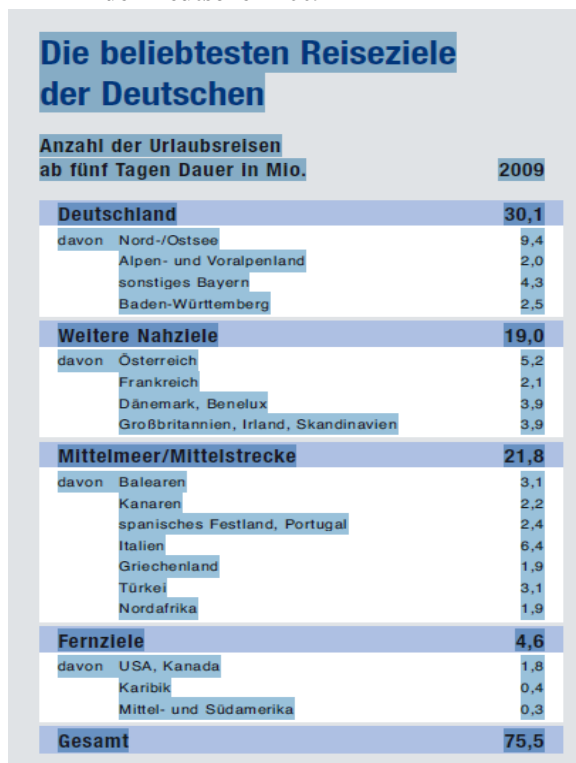 Die beliebtesten Reiseziele
der Deutschen
Anzahl der Urlaubsreisen
ab fünf Tagen Dauer in Mio. 2009
Deutschland 30,1
davon Nord-/Ostsee 9,4
Alpen- und Voralpenland 2,0
sonstiges Bayern 4,3
Baden-Württemberg 2,5
Weitere Nahziele 19,0
davon Österreich 5,2
Frankreich 2,1
Dänemark, Benelux 3,9
Großbritannien, Irland, Skandinavien 3,9
Mittelmeer/Mittelstrecke 21,8
davon Balearen 3,1
Kanaren 2,2
spanisches Festland, Portugal 2,4
Italien 6,4
Griechenland 1,9
Türkei 3,1
Nordafrika 1,9
Fernziele 4,6
davon USA, Kanada 1,8
Karibik 0,4
Mittel- und Südamerika 0,3
Gesamt 75,5